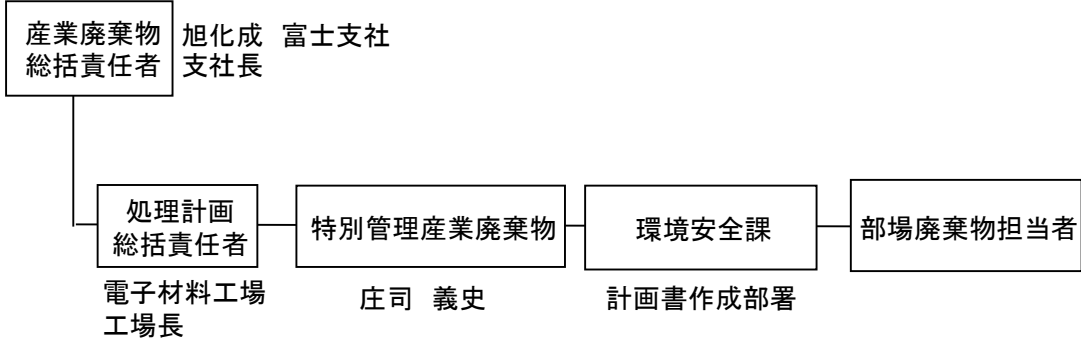 産業廃棄物
総括責任者
旭化成 富士支社
支社長
処理計画
総括責任者
特別管理産業廃棄物
環境安全課
部場廃棄物担当者
電子材料工場
工場長
庄司 義史
計画書作成部署